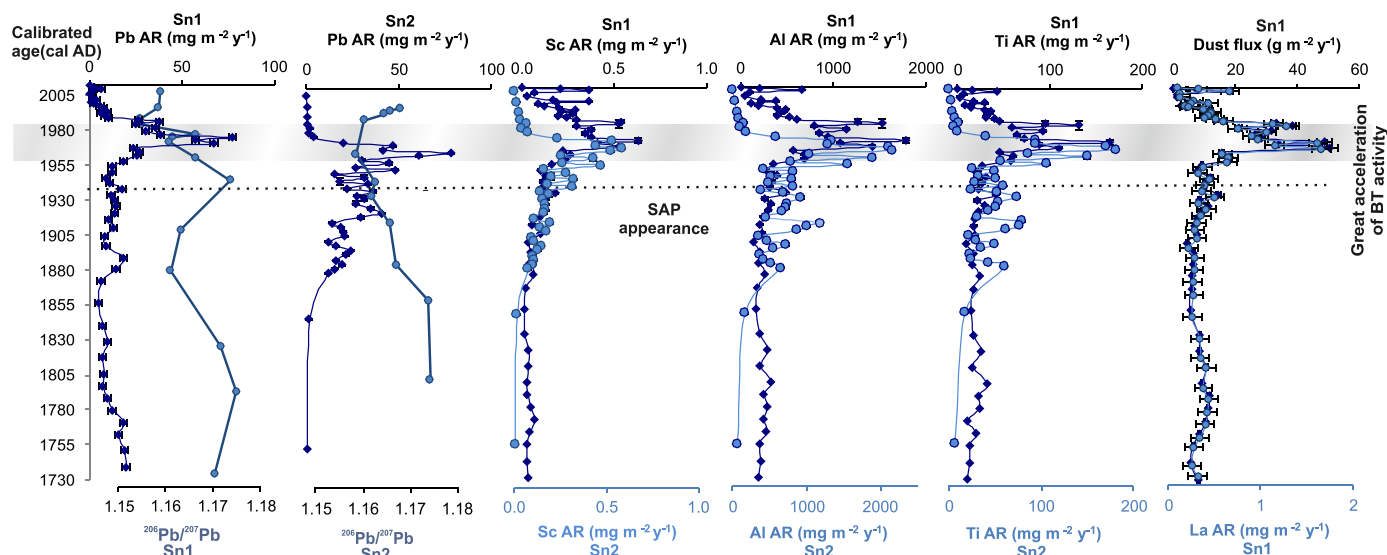 Calibrated
age(cal AD)
Sn1
Pb AR (mg m⁻² y⁻¹)
0 50 100
Sn2
Pb AR (mg m⁻² y⁻¹)
0 50 100
Sn1
Sc AR (mg m⁻² y⁻¹)
0.0 0.5 1.0
Sn1
Al AR (mg m⁻² y⁻¹)
0 1000 2000
Sn1
Ti AR (mg m⁻² y⁻¹)
0 100 200
Sn1
Dust flux (g m⁻² y⁻¹)
0 20 40 60
2005
1980
1955
1930
1905
1880
1855
1830
1805
1780
1755
1730
SAP
appearance
Great acceleration
of BT activity
1.15 1.16 1.17 1.18
²⁰⁶Pb/²⁰⁷Pb
Sn1
1.15 1.16 1.17 1.18
²⁰⁶Pb/²⁰⁷Pb
Sn2
0.0 0.5 1.0
Sc AR (mg m⁻² y⁻¹)
Sn2
0 1000 2000
Al AR (mg m⁻² y⁻¹)
Sn2
0 100 200
Ti AR (mg m⁻² y⁻¹)
Sn2
0 1 2
La AR (mg m⁻² y⁻¹)
Sn1